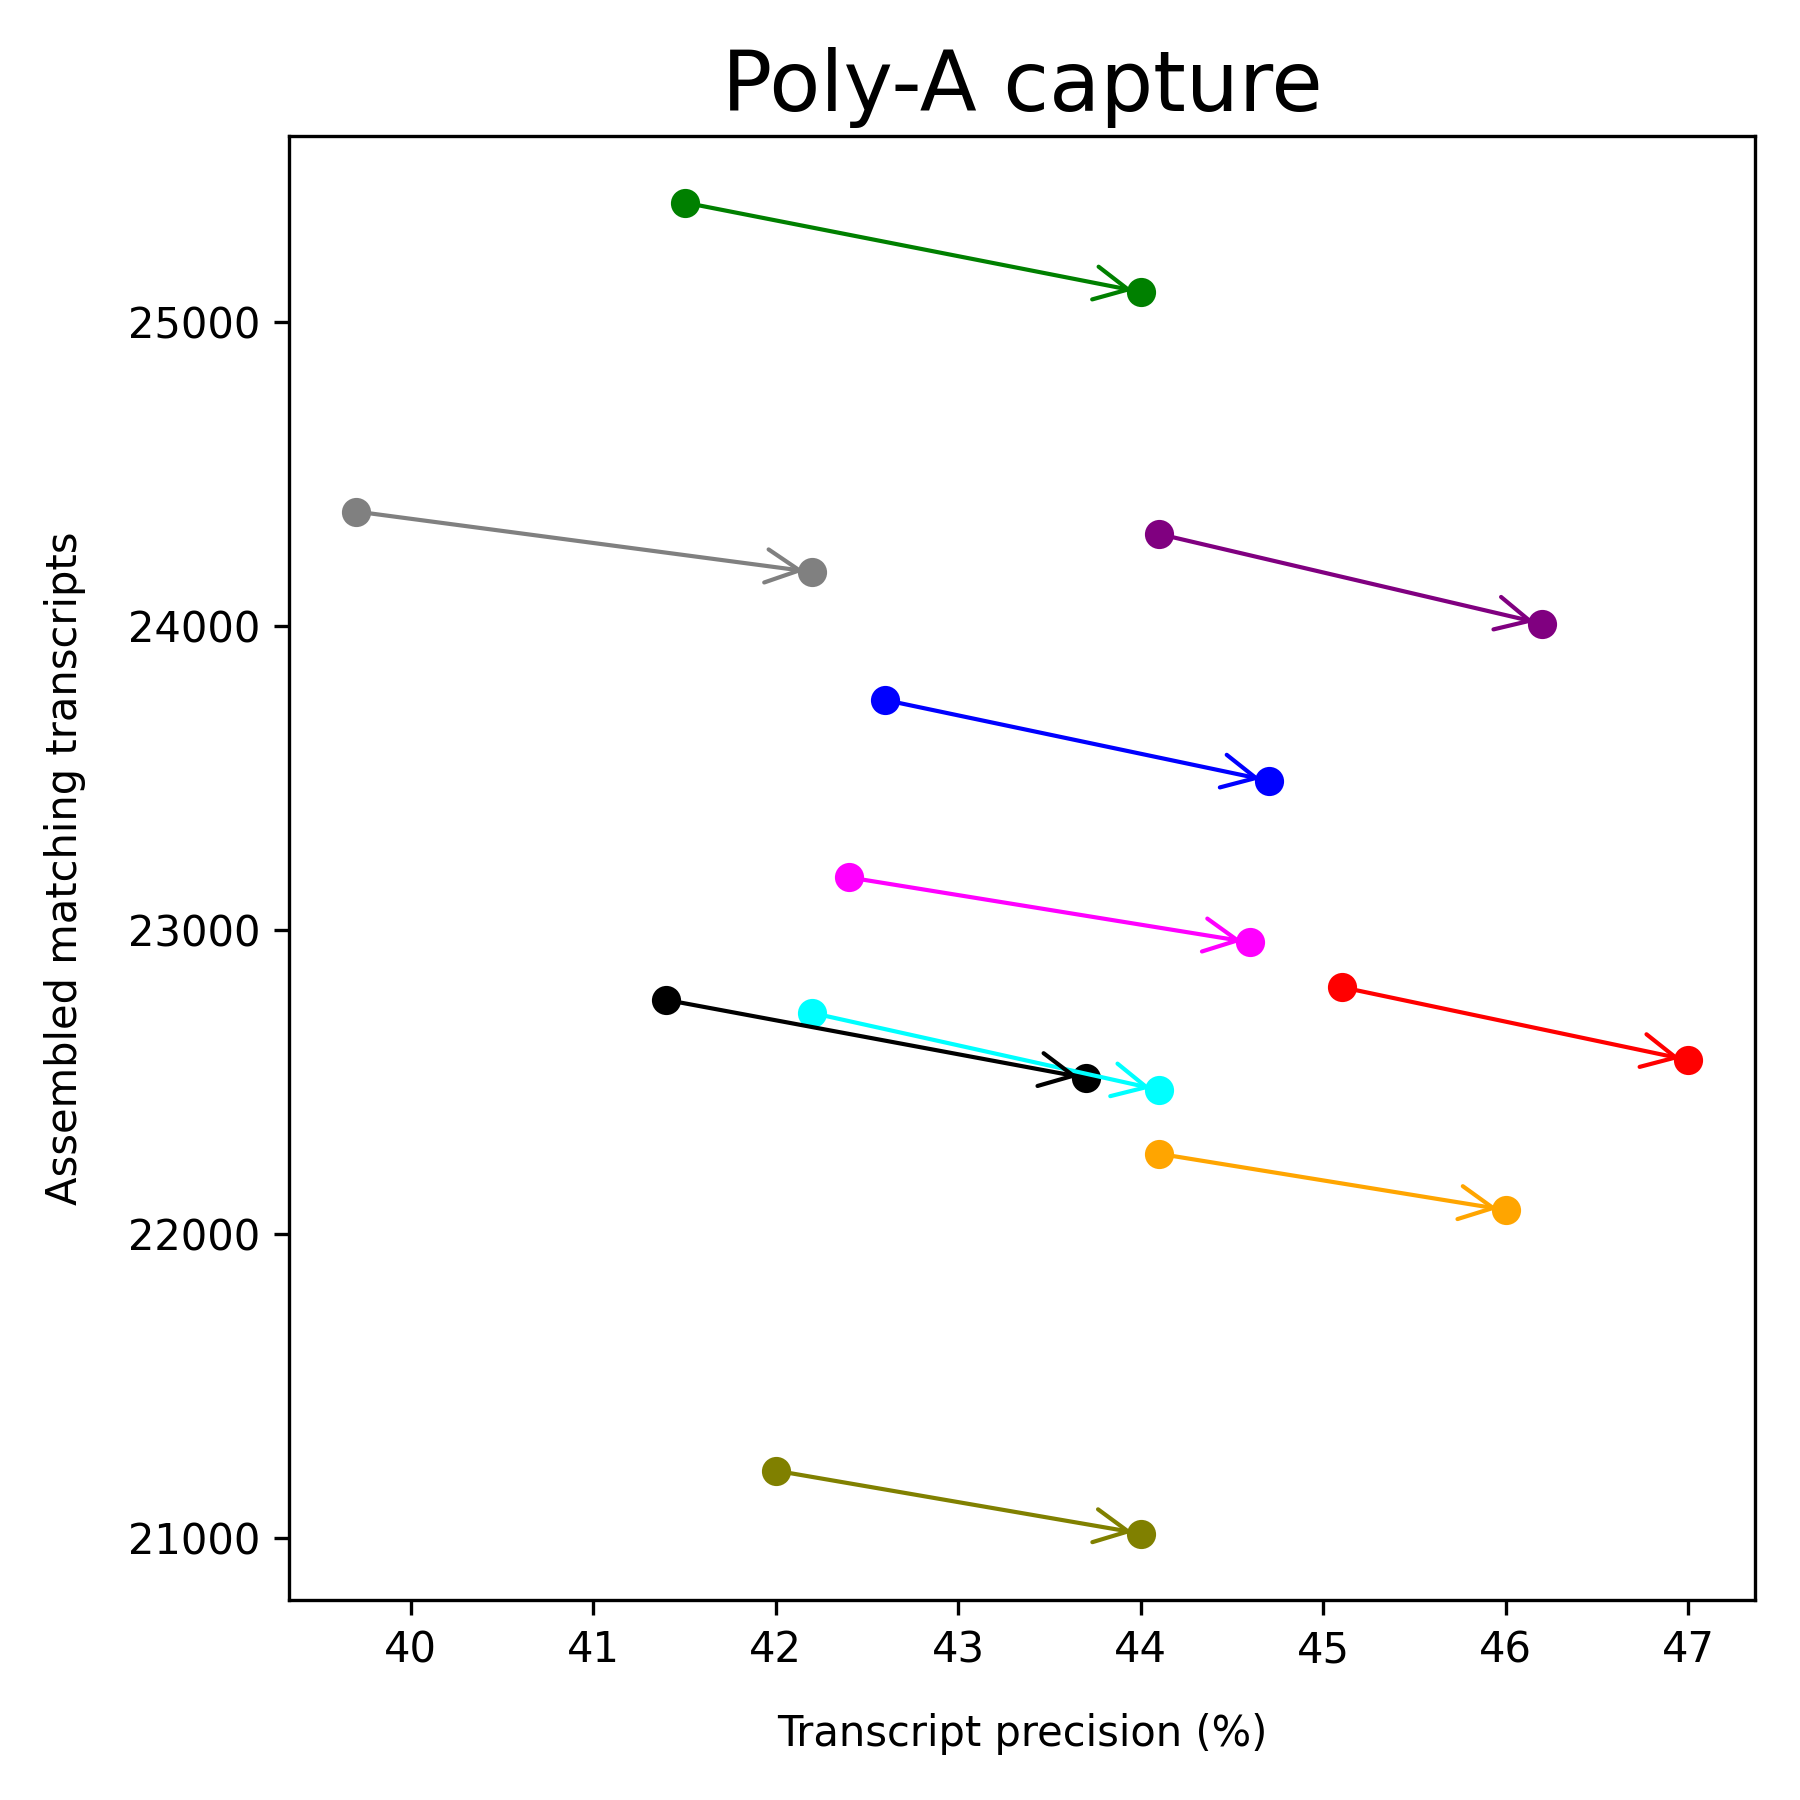 Poly-A capture
Assembled matching transcripts
25000
24000
23000
22000
21000
40 41 42 43 44 45 46 47
Transcript precision (%)